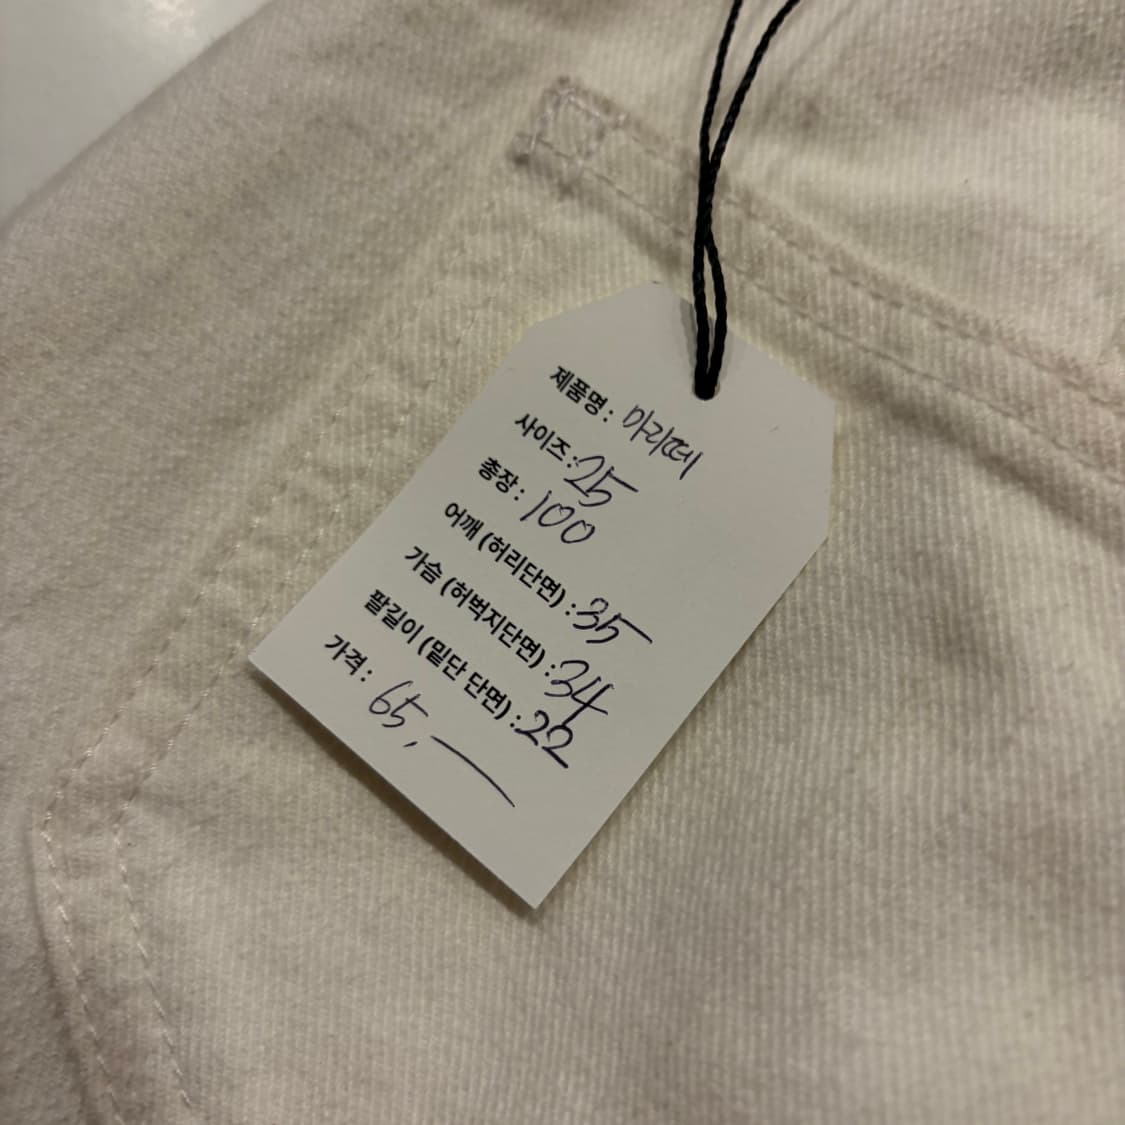 제품명 : 마리떼
사이즈 : 25
총장 : 100
어깨 (허리단면) : 35
가슴 (허벅지단면) : 34
팔길이 (밑단 단면) : 22
가격 : 65,—